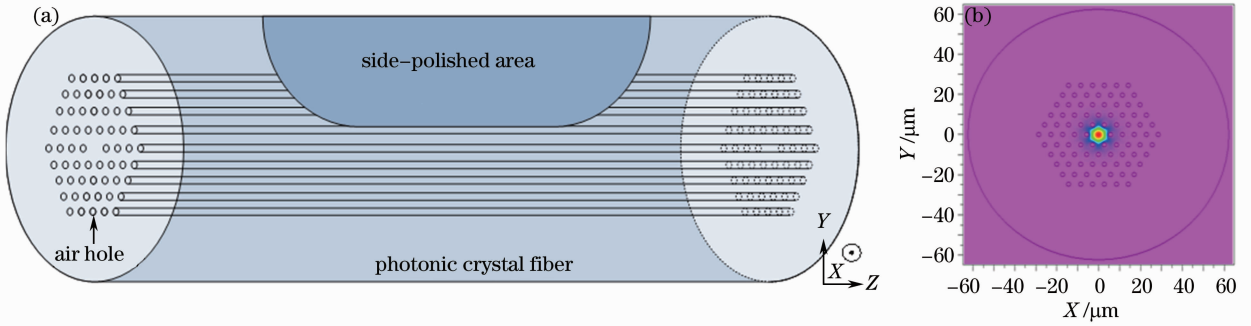 (a)
side-polished area
air hole
photonic crystal fiber
Y
X
Z
(b)
60
40
20
0
-20
-40
-60
Y/μm
-60 -40 -20 0 20 40 60
X/μm